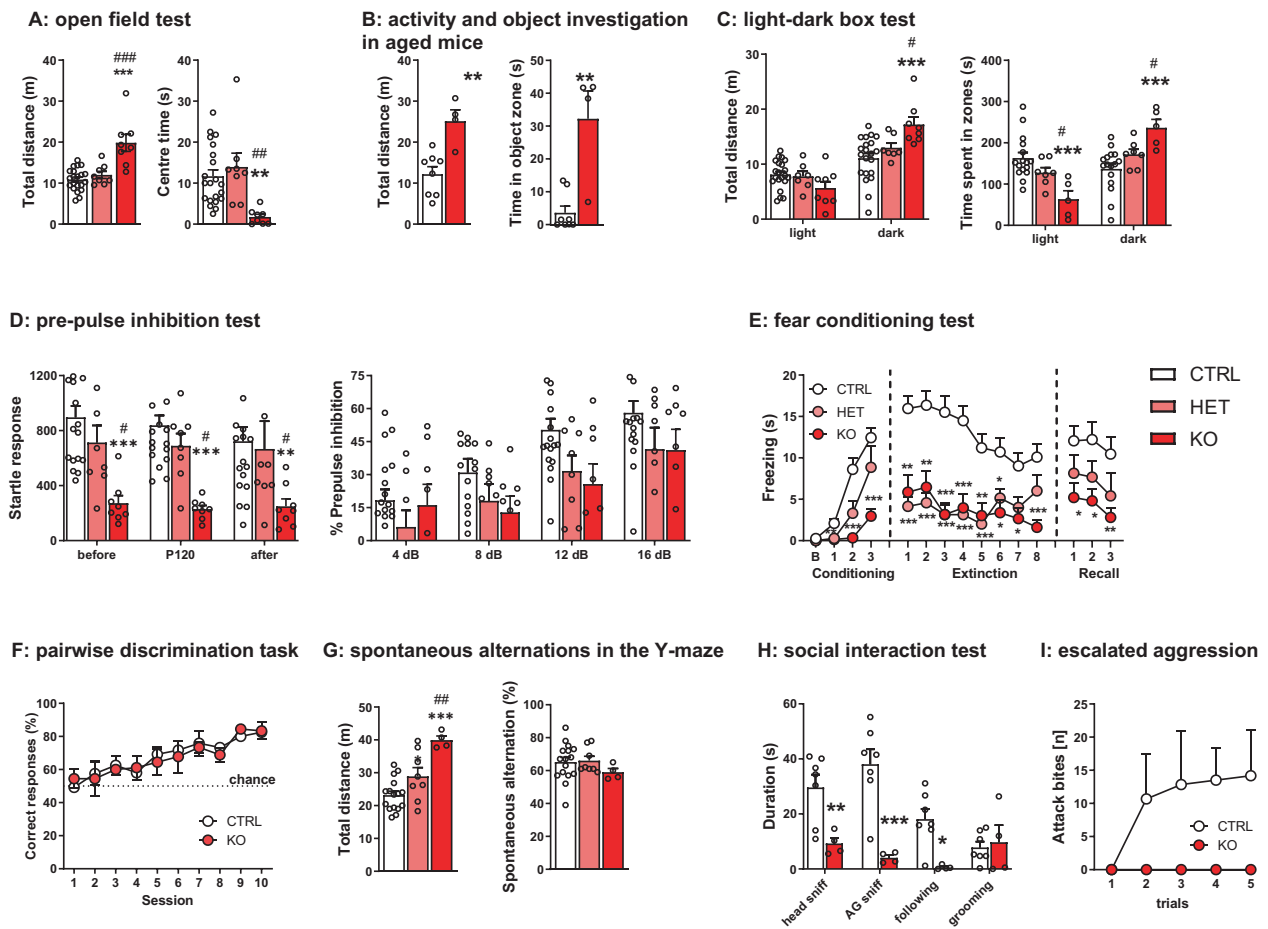 A: open field test
Total distance (m)
40
30
20
10
0
###
***
Centre time (s)
40
30
20
10
0
##
**
B: activity and object investigation
in aged mice
Total distance (m)
40
30
20
10
0
**
Time in object zone (s)
50
40
30
20
10
0
**
C: light-dark box test
Total distance (m)
30
20
10
0
#
***
light dark
Time spent in zones (s)
400
300
200
100
0
#
***
#
***
light dark
D: pre-pulse inhibition test
Startle response
1200
800
400
0
#
***
#
***
#
**
before P120 after
% Prepulse inhibition
75
60
45
30
15
0
4 dB 8 dB 12 dB 16 dB
E: fear conditioning test
Freezing (s)
20
15
10
5
0
CTRL
HET
KO
** *** ***
** ** *** *** ** *
*** *** *** *** *** * * ***
* * **
B 1 2 3 1 2 3 4 5 6 7 8 1 2 3
Conditioning Extinction Recall
CTRL
HET
KO
F: pairwise discrimination task
Correct responses (%)
100
80
60
40
20
0
chance
CTRL
KO
1 2 3 4 5 6 7 8 9 10
Session
G: spontaneous alternations in the Y-maze
Total distance (m)
60
50
40
30
20
10
0
##
***
*
Spontaneous alternation (%)
100
80
60
40
20
0
H: social interaction test
Duration (s)
60
40
20
0
**
***
*
head sniff
AG sniff
following
grooming
I: escalated aggression
Attack bites [n]
25
20
15
10
5
0
CTRL
KO
1 2 3 4 5
trials